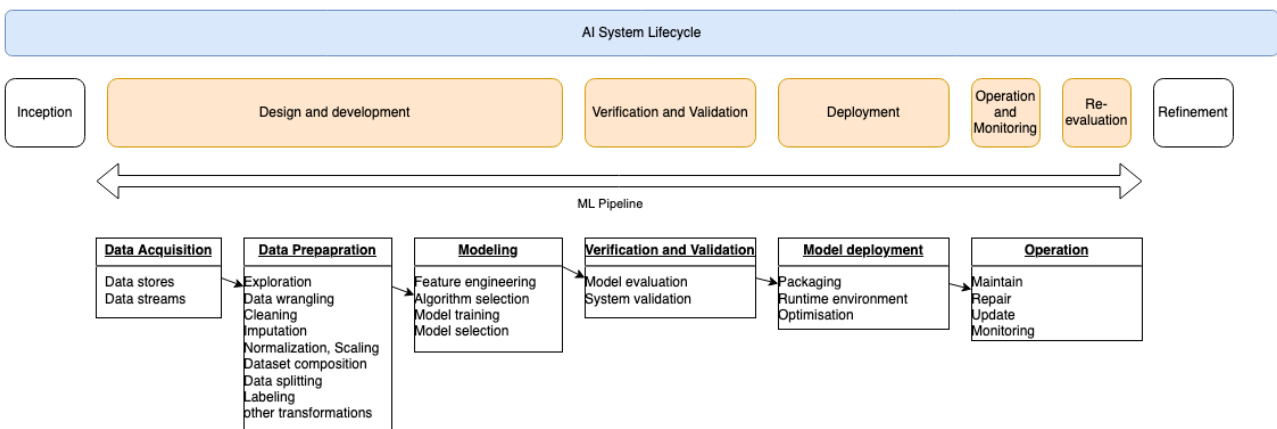 AI System Lifecycle
Inception
Design and development
Verification and Validation
Deployment
Operation
and
Monitoring
Re-
evaluation
Refinement
ML Pipeline
Data Acquisition
Data stores
Data streams
Data Prepapration
Exploration
Data wrangling
Cleaning
Imputation
Normalization, Scaling
Dataset composition
Data splitting
Labeling
other transformations
Modeling
Feature engineering
Algorithm selection
Model training
Model selection
Verification and Validation
Model evaluation
System validation
Model deployment
Packaging
Runtime environment
Optimisation
Operation
Maintain
Repair
Update
Monitoring